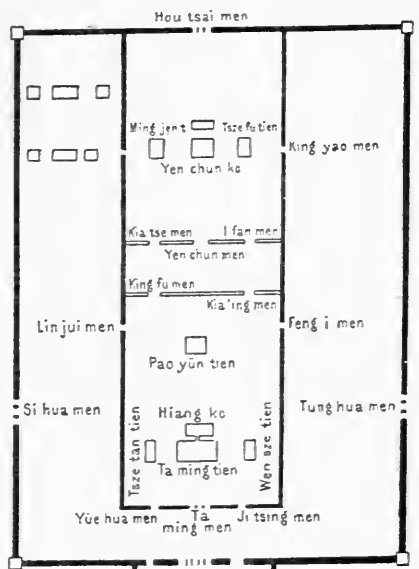 Hou tsai men
Ming jen t
Tsze fu tien
King yao men
Yen chun ko
Kia tse men
I fan men
Yen chun men
King fu men
Kia'ing men
Lin jui men
Feng i men
Pao yün tien
Si hua men
Tung hua men
Hiang ko
Tsze tan tien
Wen sze tien
Ta ming tien
Yüe hua men
Ta
ming men
Ji tsing men